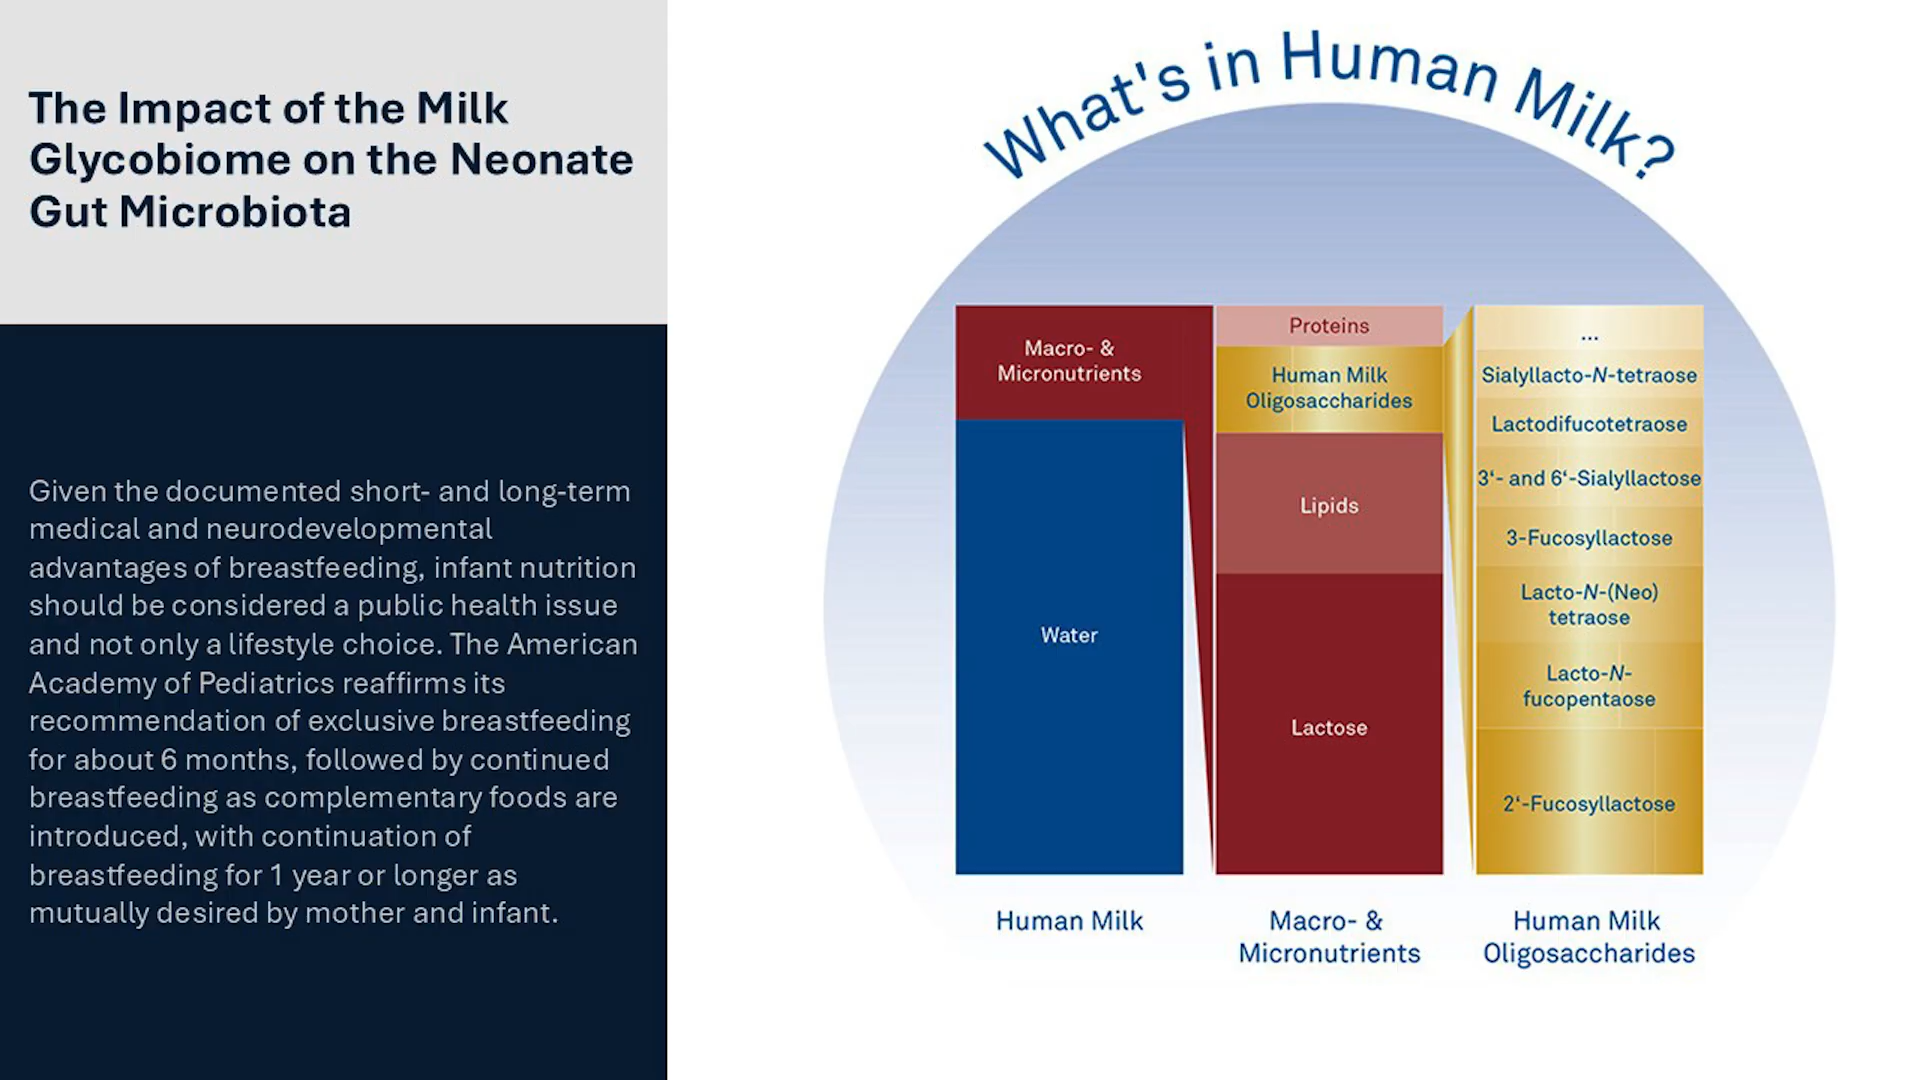 The Impact of the Milk
Glycobiome on the Neonate
Gut Microbiota
Given the documented short- and long-term
medical and neurodevelopmental
advantages of breastfeeding, infant nutrition
should be considered a public health issue
and not only a lifestyle choice. The American
Academy of Pediatrics reaffirms its
recommendation of exclusive breastfeeding
for about 6 months, followed by continued
breastfeeding as complementary foods are
introduced, with continuation of
breastfeeding for 1 year or longer as
mutually desired by mother and infant.
What's in Human Milk?
Macro- &
Micronutrients
Water
Human Milk
Proteins
Human Milk
Oligosaccharides
Lipids
Lactose
Macro- &
Micronutrients
...
Sialyllacto-N-tetraose
Lactodifucotetraose
3‘- and 6‘-Sialyllactose
3-Fucosyllactose
Lacto-N-(Neo)
tetraose
Lacto-N-
fucopentaose
2‘-Fucosyllactose
Human Milk
Oligosaccharides